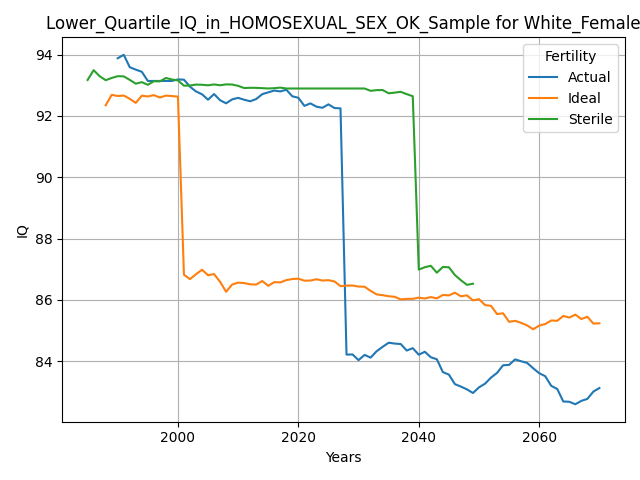 Lower_Quartile_IQ_in_HOMOSEXUAL_SEX_OK_Sample for White_Female
Fertility
Actual
Ideal
Sterile
94
92
90
88
86
84
IQ
2000
2020
2040
2060
Years